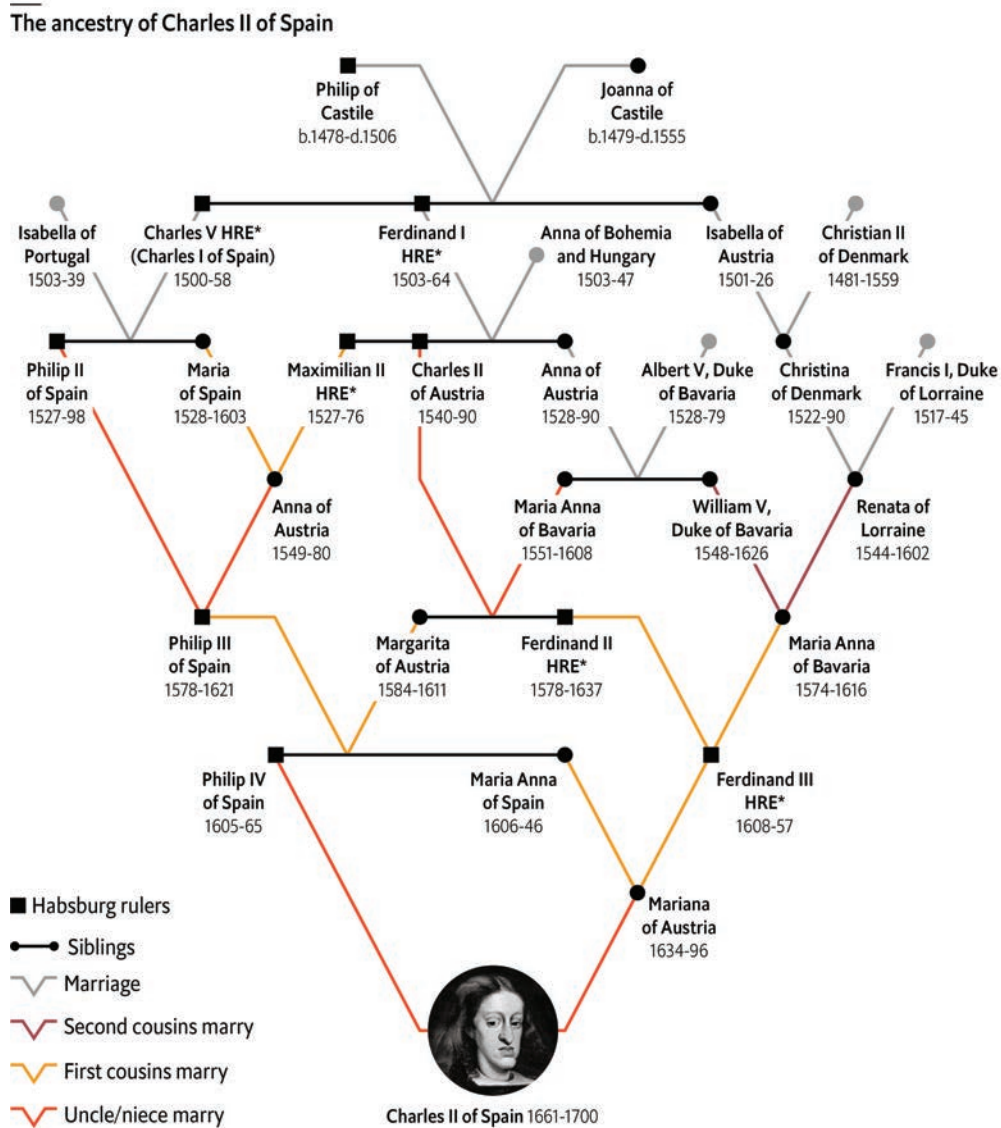 The ancestry of Charles II of Spain
Philip of
Castile
b.1478-d.1506
Joanna of
Castile
b.1479-d.1555
Isabella of
Portugal
1503-39
Charles V HRE*
(Charles I of Spain)
1500-58
Ferdinand I
HRE*
1503-64
Anna of Bohemia
and Hungary
1503-47
Isabella of
Austria
1501-26
Christian II
of Denmark
1481-1559
Philip II
of Spain
1527-98
Maria
of Spain
1528-1603
Maximilian II
HRE*
1527-76
Charles II
of Austria
1540-90
Anna of
Austria
1528-90
Albert V, Duke
of Bavaria
1528-79
Christina
of Denmark
1522-90
Francis I, Duke
of Lorraine
1517-45
Anna of
Austria
1549-80
Maria Anna
of Bavaria
1551-1608
William V,
Duke of Bavaria
1548-1626
Renata of
Lorraine
1544-1602
Philip III
of Spain
1578-1621
Margarita
of Austria
1584-1611
Ferdinand II
HRE*
1578-1637
Maria Anna
of Bavaria
1574-1616
Philip IV
of Spain
1605-65
Maria Anna
of Spain
1606-46
Ferdinand III
HRE*
1608-57
Mariana
of Austria
1634-96
Habsburg rulers
Siblings
Marriage
Second cousins marry
First cousins marry
Uncle/niece marry
Charles II of Spain 1661-1700